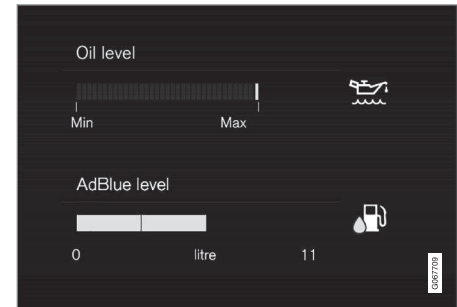 Oil level
Min Max
AdBlue level
0 litre 11
G067709